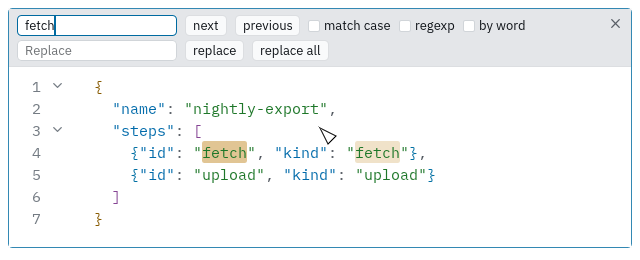 fetch next previous match case regexp by word ×
Replace replace replace all
1 {
2 "name": "nightly-export",
3 "steps": [
4 {"id": "fetch", "kind": "fetch"},
5 {"id": "upload", "kind": "upload"}
6 ]
7 }